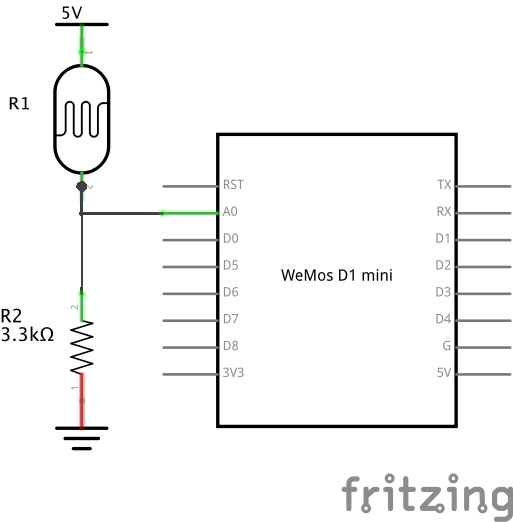 5V
1
R1
2
RST TX
A0 RX
D0 D1
D5 D2
WeMos D1 mini
D6 D3
2
R2
3.3kΩ
D7 D4
D8 G
3V3 5V
1
fritzing